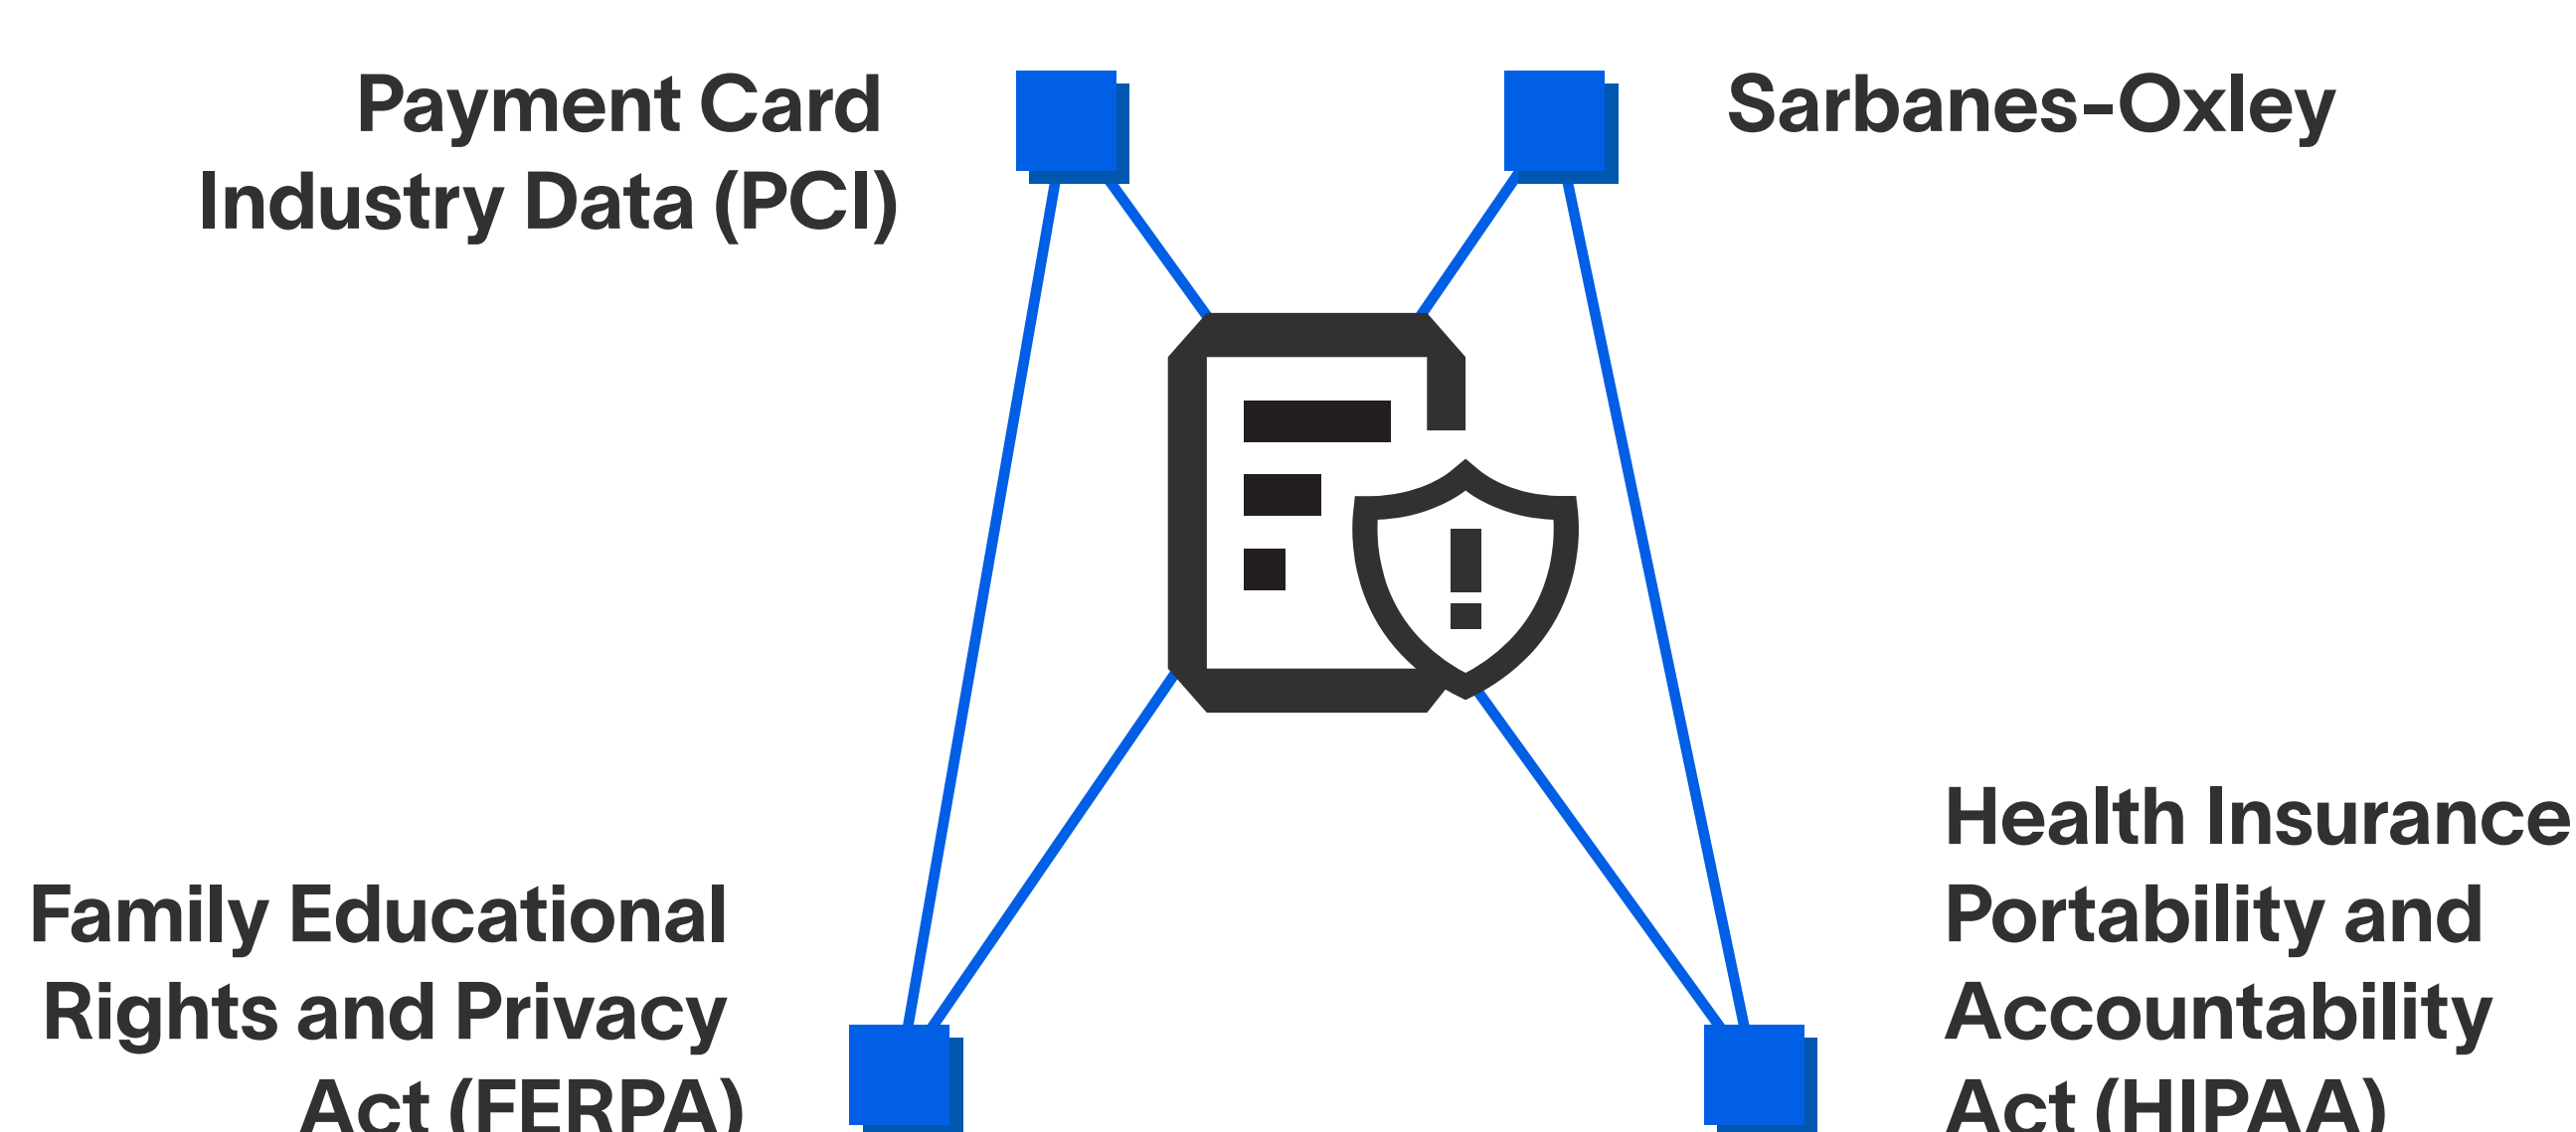 Payment Card
Industry Data (PCI)
Sarbanes-Oxley
Family Educational
Rights and Privacy
Act (FERPA)
Health Insurance
Portability and
Accountability
Act (HIPAA)